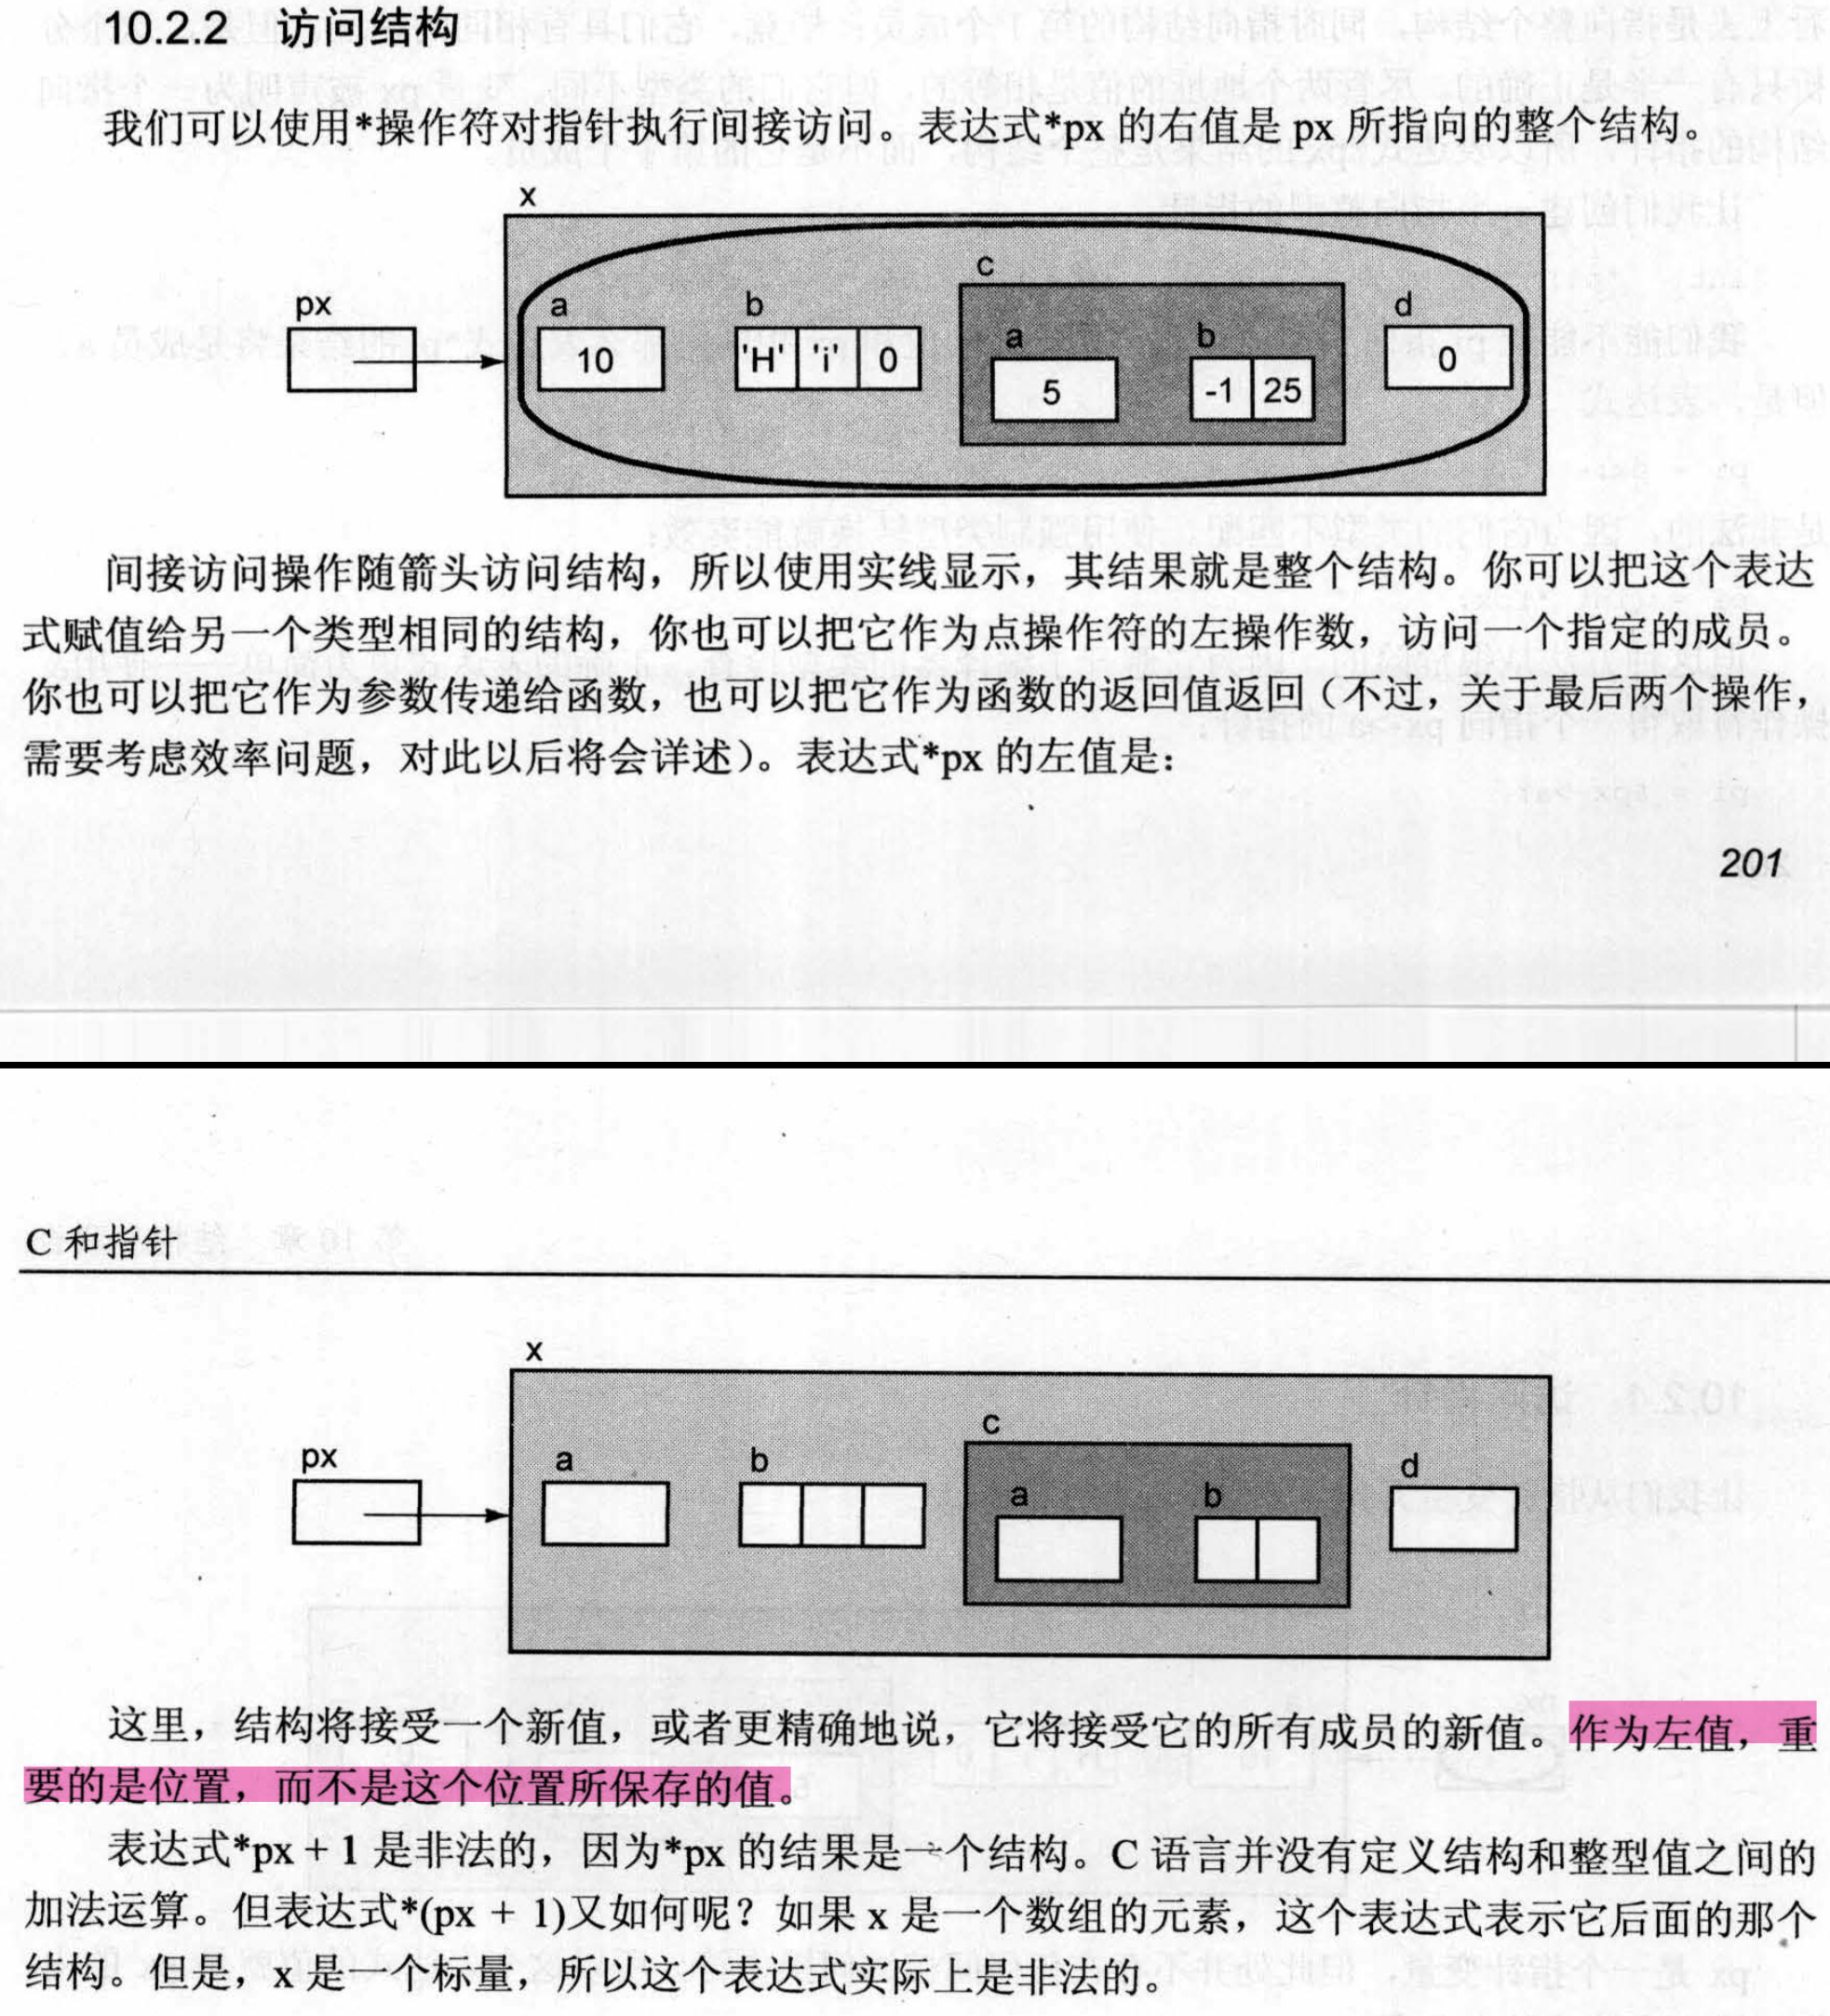 10.2.2 访问结构
我们可以使用*操作符对指针执行间接访问。表达式*px 的右值是 px 所指向的整个结构。
x
c
px a b d
a b
10 'H' 'i' 0 0
5 -1 25
间接访问操作随箭头访问结构，所以使用实线显示，其结果就是整个结构。你可以把这个表达
式赋值给另一个类型相同的结构，你也可以把它作为点操作符的左操作数，访问一个指定的成员。
你也可以把它作为参数传递给函数，也可以把它作为函数的返回值返回（不过，关于最后两个操作，
需要考虑效率问题，对此以后将会详述）。表达式*px 的左值是：
201
C 和指针
x
c
px a b d
a b
这里，结构将接受一个新值，或者更精确地说，它将接受它的所有成员的新值。作为左值，重
要的是位置，而不是这个位置所保存的值。
表达式*px + 1 是非法的，因为*px 的结果是一个结构。C 语言并没有定义结构和整型值之间的
加法运算。但表达式*(px + 1)又如何呢？如果 x 是一个数组的元素，这个表达式表示它后面的那个
结构。但是，x 是一个标量，所以这个表达式实际上是非法的。